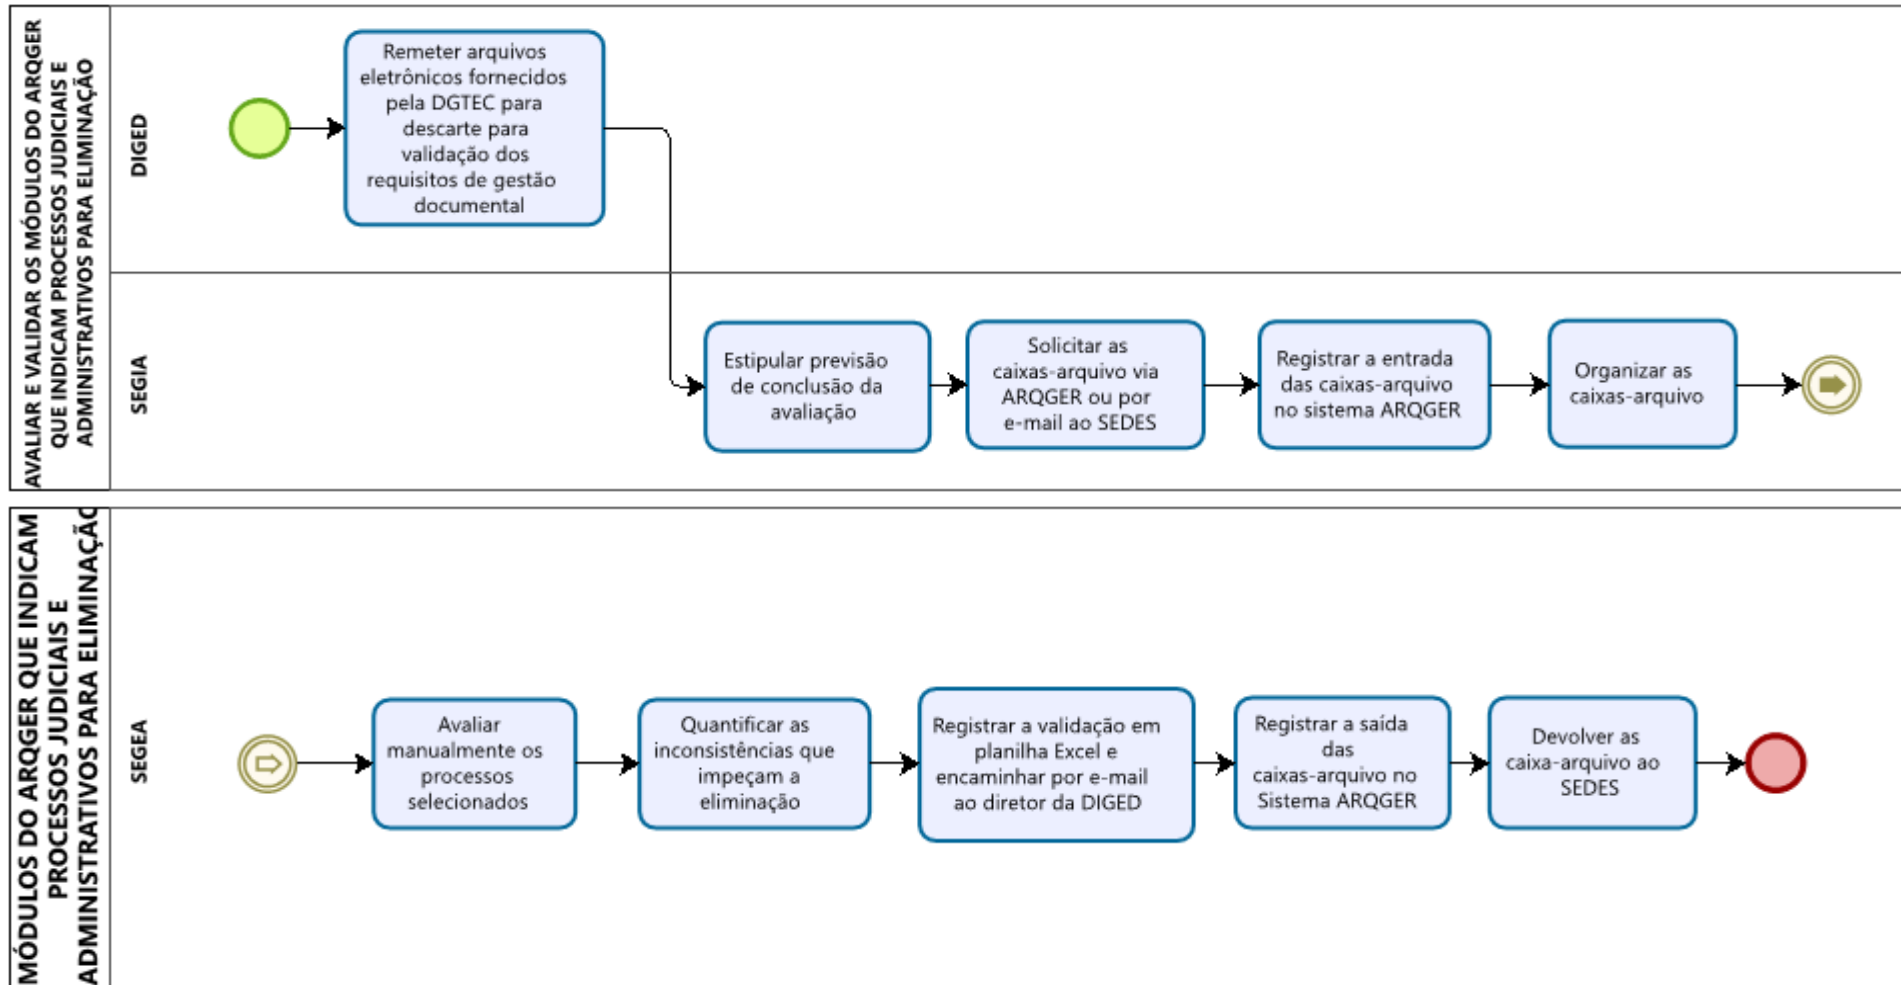 AVALIAR E VALIDAR OS MÓDULOS DO ARQGER
QUE INDICAM PROCESSOS JUDICIAIS E
ADMINISTRATIVOS PARA ELIMINAÇÃO
DIGED
Remeter arquivos
eletrônicos fornecidos
pela DGTEC para
descarte para
validação dos
requisitos de gestão
documental
SEGIA
Estipular previsão
de conclusão da
avaliação
Solicitar as
caixas-arquivo via
ARQGER ou por
e-mail ao SEDES
Registrar a entrada
das caixas-arquivo
no sistema ARQGER
Organizar as
caixas-arquivo
MÓDULOS DO ARQGER QUE INDICAM
PROCESSOS JUDICIAIS E
ADMINISTRATIVOS PARA ELIMINAÇÃO
SEGEA
Avaliar
manualmente os
processos
selecionados
Quantificar as
inconsistências que
impeçam a
eliminação
Registrar a validação em
planilha Excel e
encaminhar por e-mail
ao diretor da DIGED
Registrar a saída
das
caixas-arquivo no
Sistema ARQGER
Devolver as
caixa-arquivo ao
SEDES